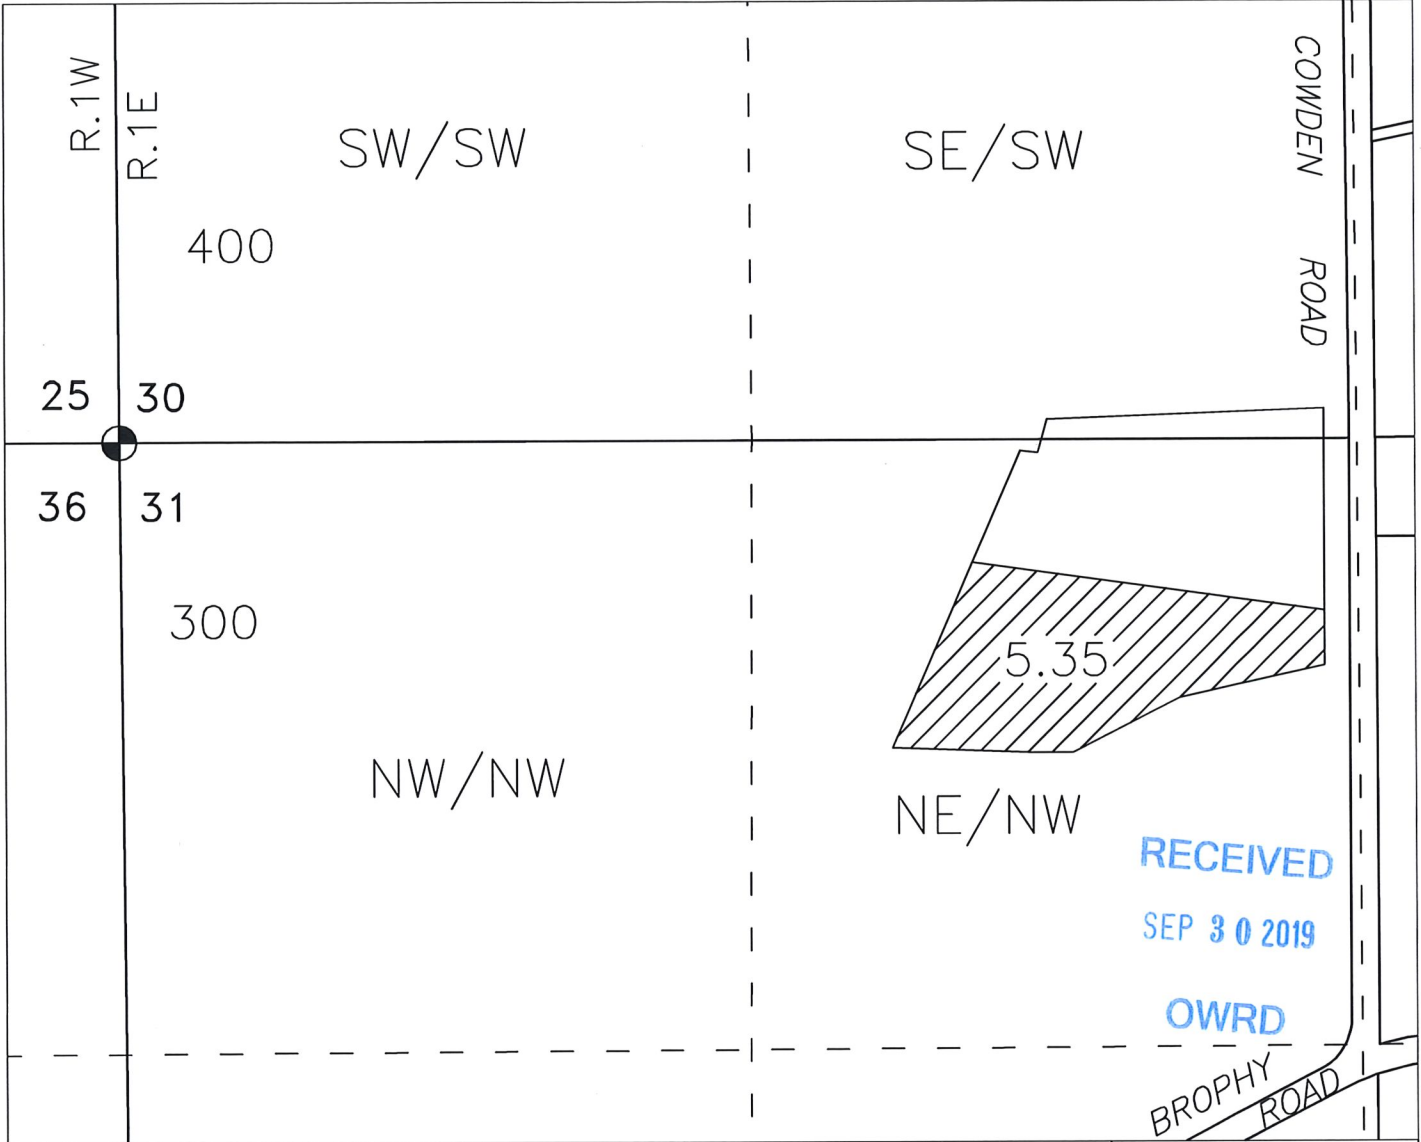 R.1W
R.1E
SW/SW
SE/SW
COWDEN ROAD
400
25
30
36
31
300
5.35
NW/NW
NE/NW
RECEIVED
SEP 30 2019
OWRD
BROPHY
ROAD